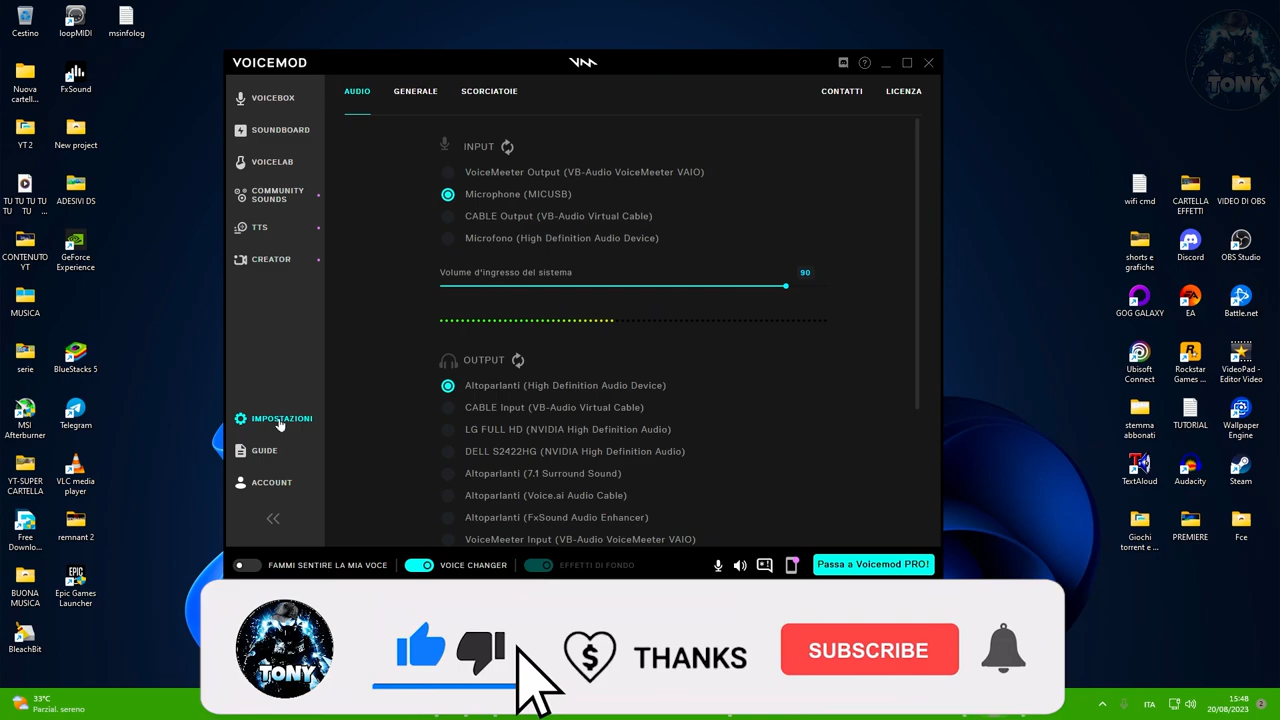 Cestino
loopMIDI
msinfolog
Nuova
cartell...
FxSound
YT 2
New project
TU TU TU TU
TU TU ...
ADESIVI DS
CONTENUTO
YT
GeForce
Experience
MUSICA
serie
BlueStacks 5
MSI
Afterburner
Telegram
YT-SUPER
CARTELLA
VLC media
player
Free
Downlo...
remnant 2
BUONA
MUSICA
Epic Games
Launcher
BleachBit
VOICEMOD
VOICEBOX
SOUNDBOARD
VOICELAB
COMMUNITY
SOUNDS
TTS
CREATOR
IMPOSTAZIONI
GUIDE
ACCOUNT
AUDIO
GENERALE
SCORCIATOIE
CONTATTI
LICENZA
INPUT
VoiceMeeter Output (VB-Audio VoiceMeeter VAIO)
Microphone (MICUSB)
CABLE Output (VB-Audio Virtual Cable)
Microfono (High Definition Audio Device)
Volume d'ingresso del sistema
90
OUTPUT
Altoparlanti (High Definition Audio Device)
CABLE Input (VB-Audio Virtual Cable)
LG FULL HD (NVIDIA High Definition Audio)
DELL S2422HG (NVIDIA High Definition Audio)
Altoparlanti (7.1 Surround Sound)
Altoparlanti (Voice.ai Audio Cable)
Altoparlanti (FxSound Audio Enhancer)
VoiceMeeter Input (VB-Audio VoiceMeeter VAIO)
FAMMI SENTIRE LA MIA VOCE
VOICE CHANGER
EFFETTI DI FONDO
Passa a Voicemod PRO!
TONY
wifi cmd
CARTELLA
EFFETTI
VIDEO DI OBS
shorts e
grafiche
Discord
OBS Studio
GOG GALAXY
EA
Battle.net
Ubisoft
Connect
Rockstar
Games ...
VideoPad -
Editor Video
stemma
abbonati
TUTORIAL
Wallpaper
Engine
TextAloud
Audacity
Steam
Giochi
torrent e ...
PREMIERE
Fce
TONY
THANKS
SUBSCRIBE
33°C
Parzial. sereno
ITA
15:48
20/08/2023
2